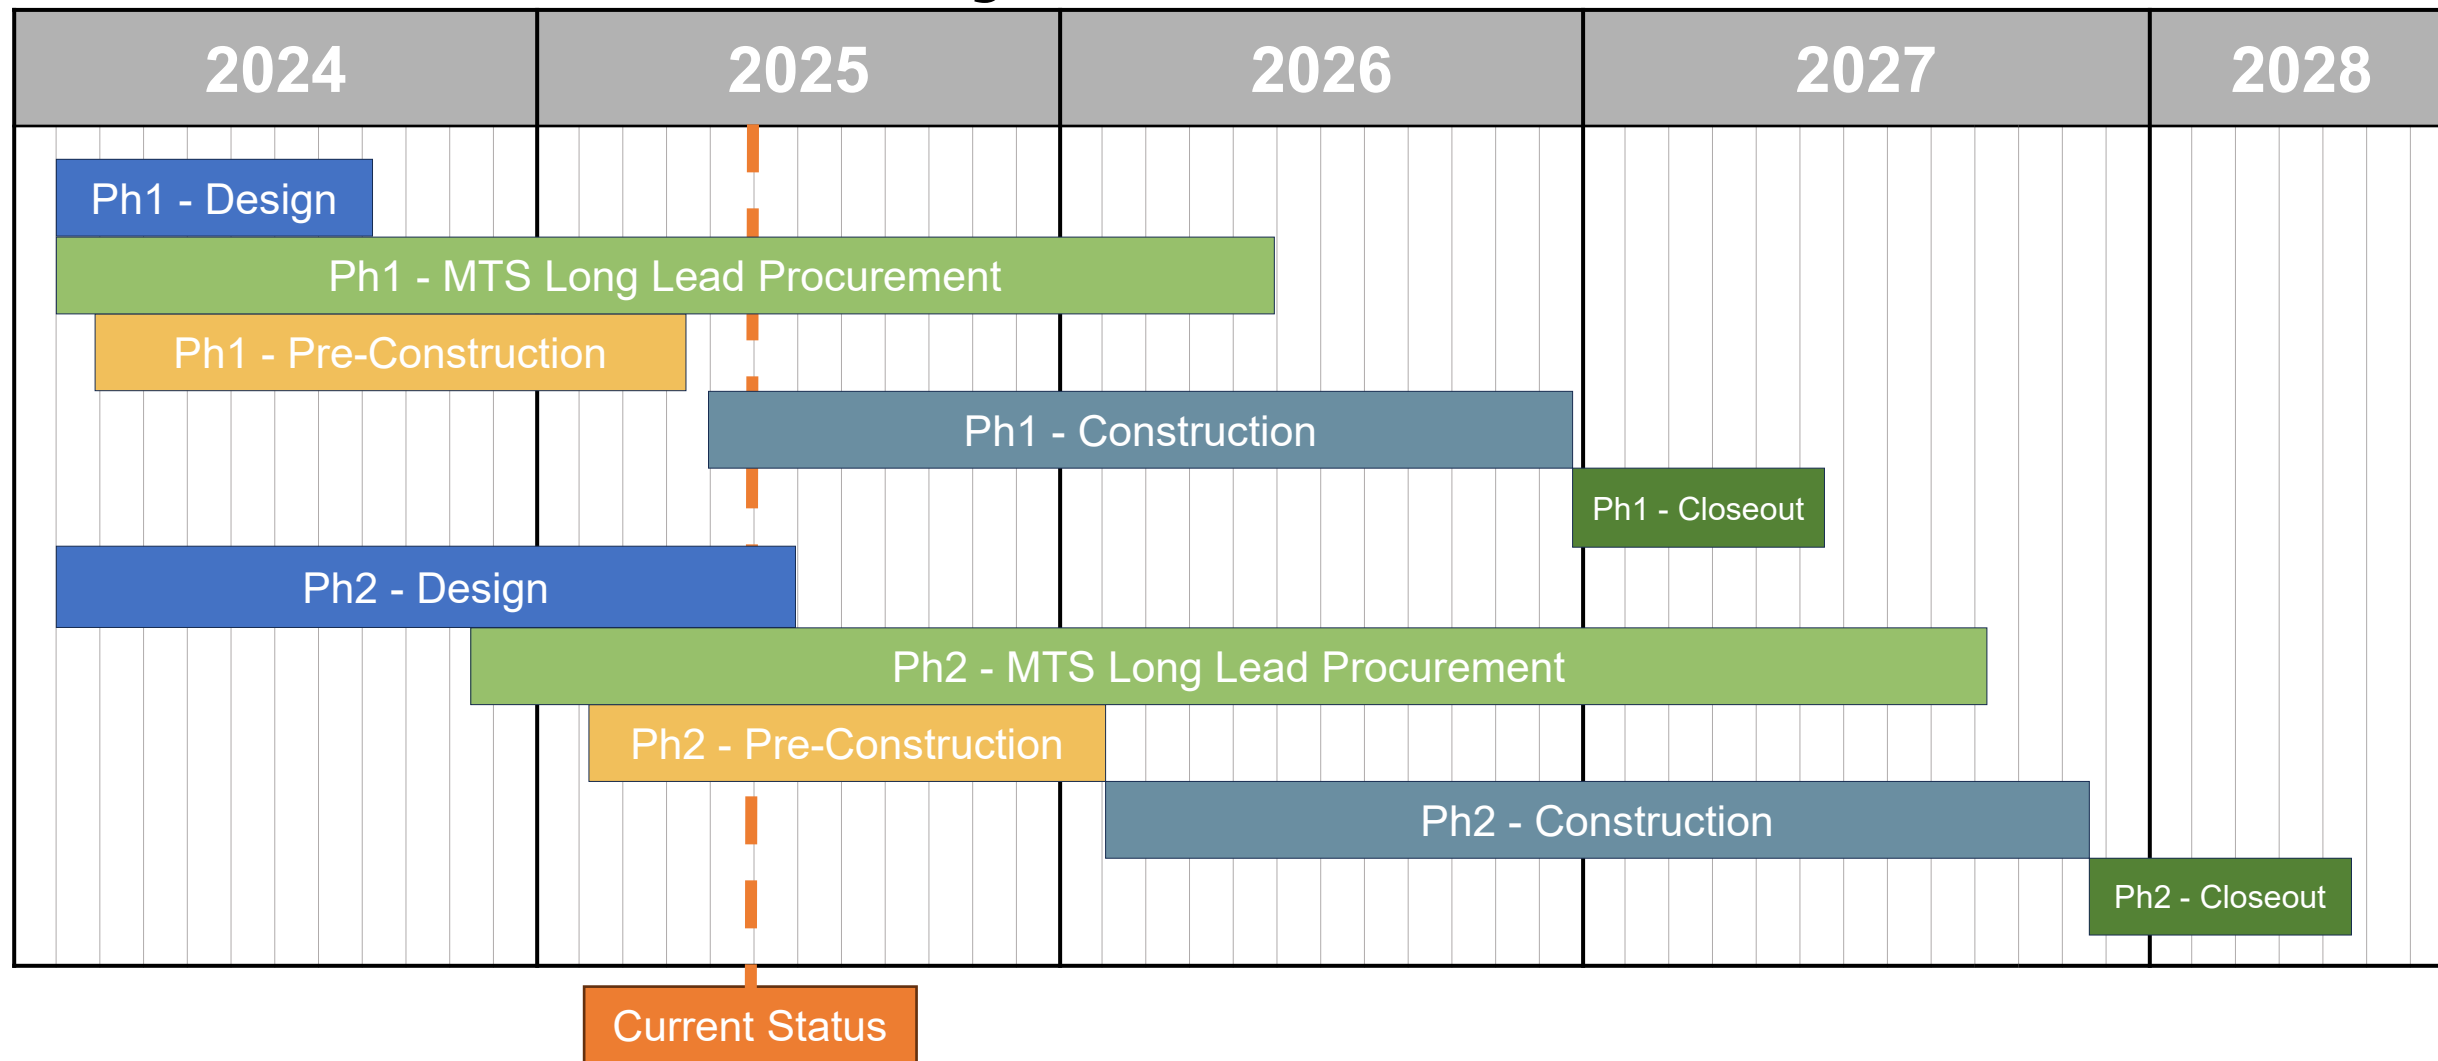 2024 2025 2026 2027 2028
Ph1 - Design
Ph1 - MTS Long Lead Procurement
Ph1 - Pre-Construction
Ph1 - Construction
Ph1 - Closeout
Ph2 - Design
Ph2 - MTS Long Lead Procurement
Ph2 - Pre-Construction
Ph2 - Construction
Ph2 - Closeout
Current Status